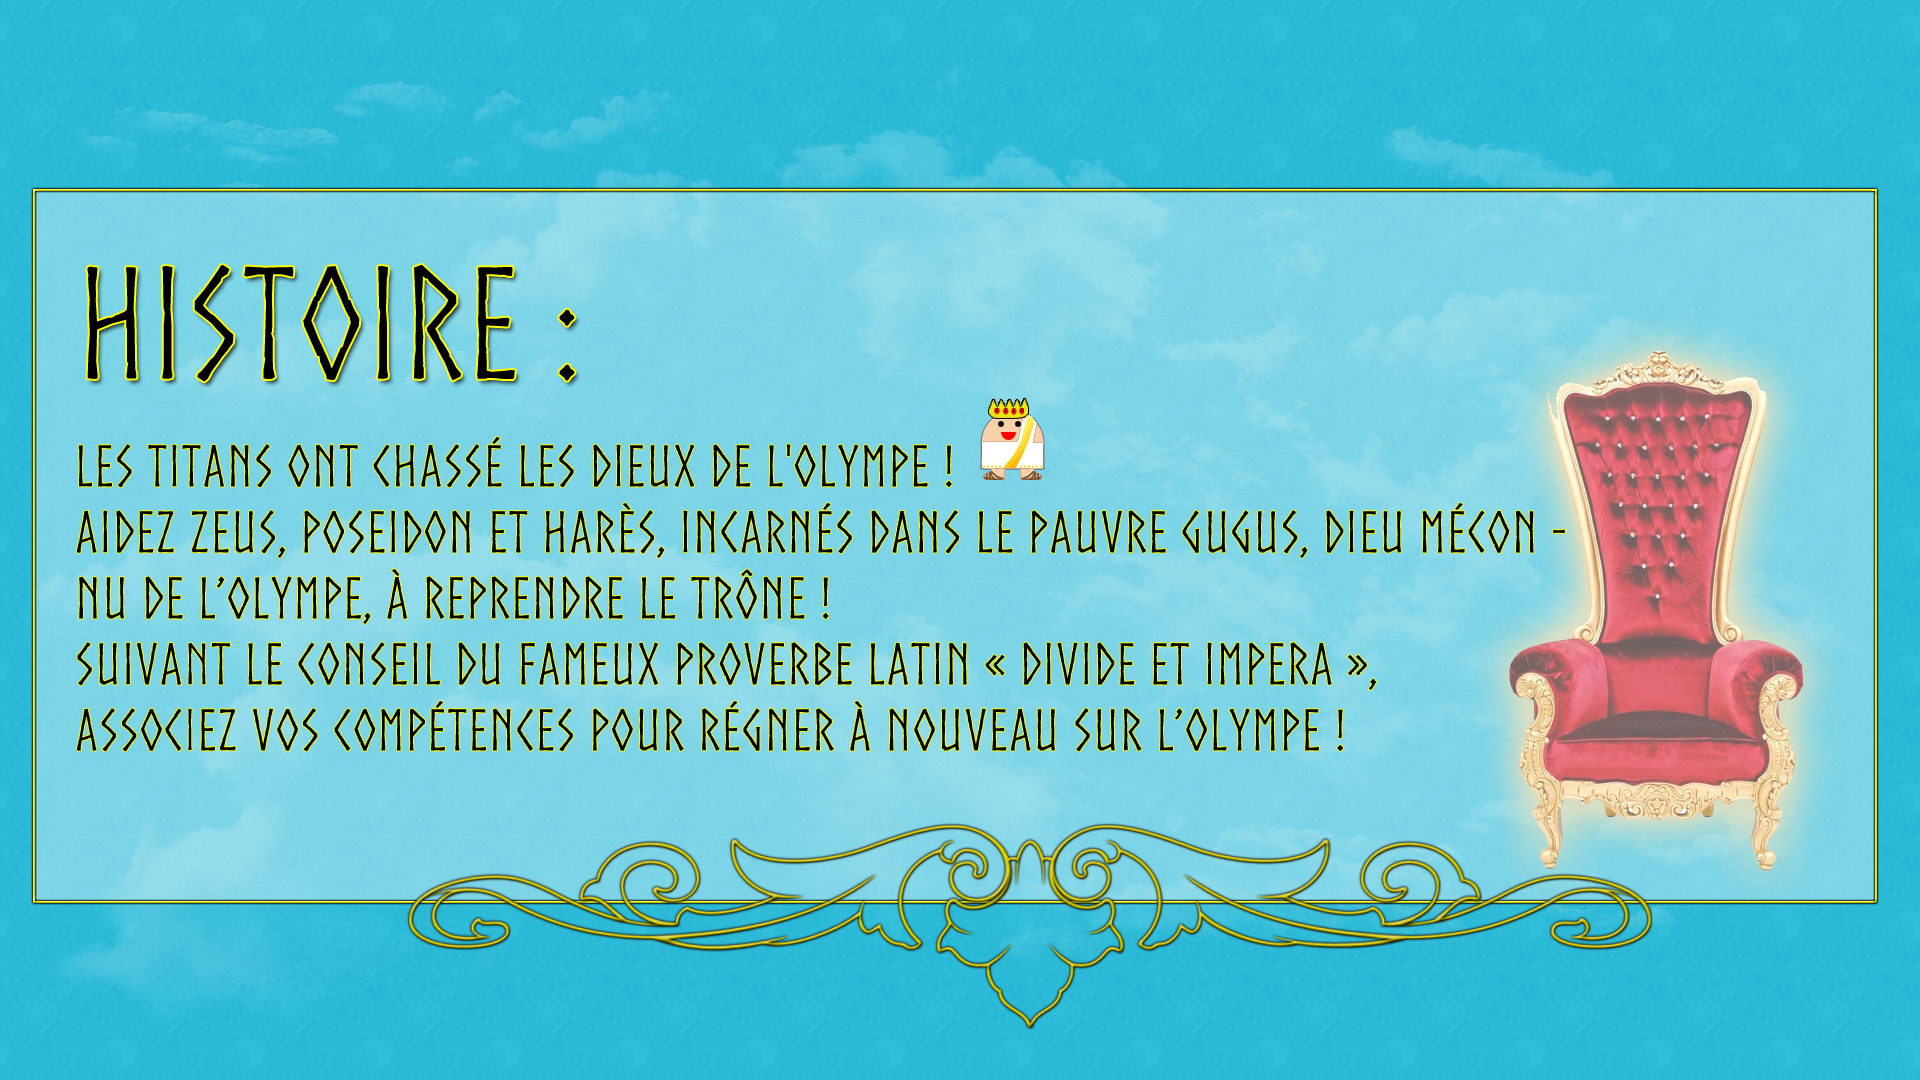 HISTOIRE :
LES TITANS ONT CHASSÉ LES DIEUX DE L'OLYMPE !
AIDEZ ZEUS, POSEIDON ET HARÈS, INCARNÉS DANS LE PAUVRE GUGUS, DIEU MÉCON -
NU DE L’OLYMPE, À REPRENDRE LE TRÔNE !
SUIVANT LE CONSEIL DU FAMEUX PROVERBE LATIN « DIVIDE ET IMPERA »,
ASSOCIEZ VOS COMPÉTENCES POUR RÉGNER À NOUVEAU SUR L’OLYMPE !